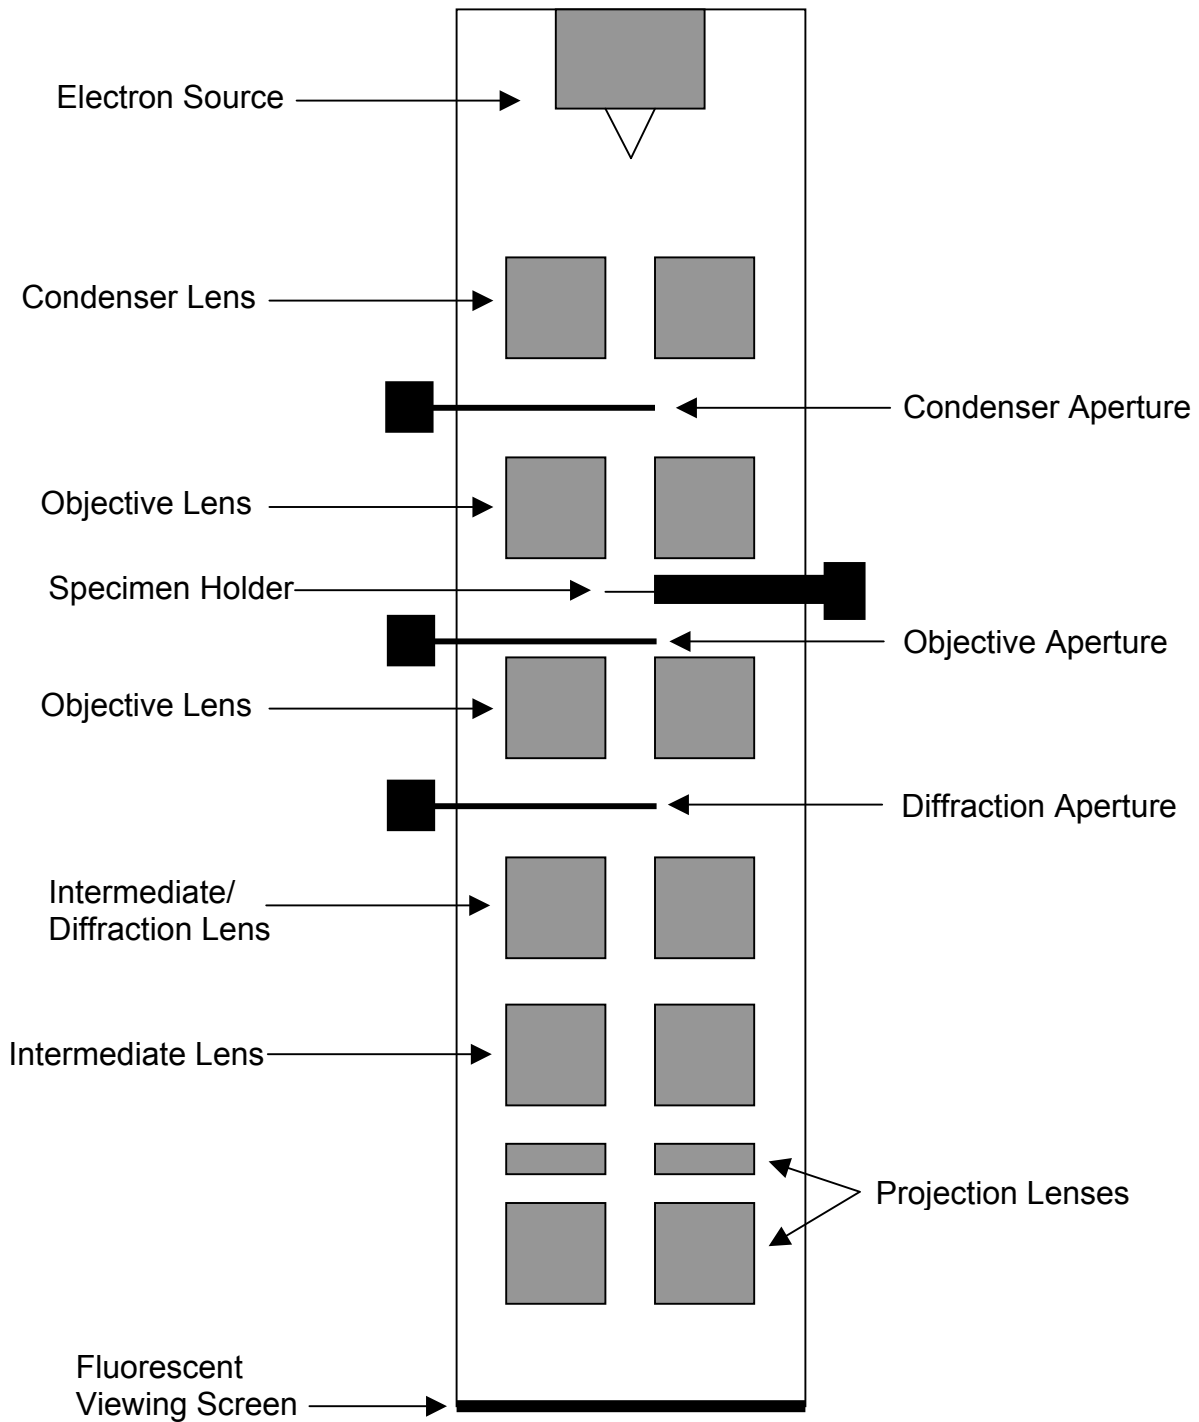 Electron Source
Condenser Lens
Condenser Aperture
Objective Lens
Specimen Holder
Objective Aperture
Objective Lens
Diffraction Aperture
Intermediate/
Diffraction Lens
Intermediate Lens
Projection Lenses
Fluorescent
Viewing Screen